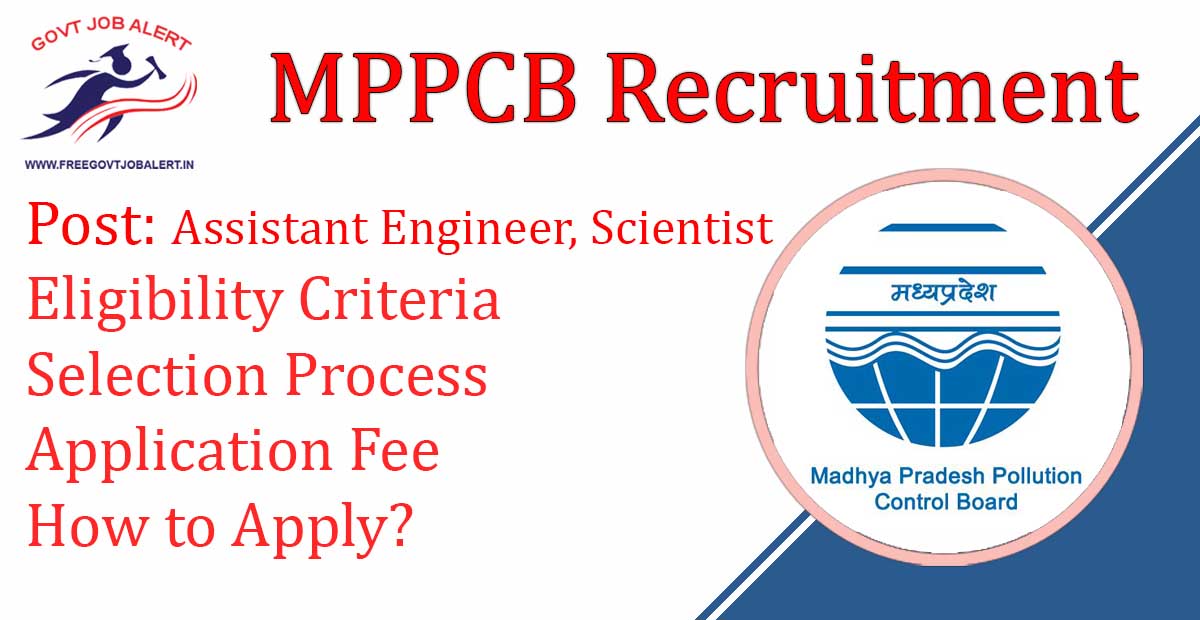 GOVT JOB ALERT
WWW.FREEGOVTJOBALERT.IN
MPPCB Recruitment
Post: Assistant Engineer, Scientist
Eligibility Criteria
Selection Process
Application Fee
How to Apply?
मध्यप्रदेश
Madhya Pradesh Pollution
Control Board